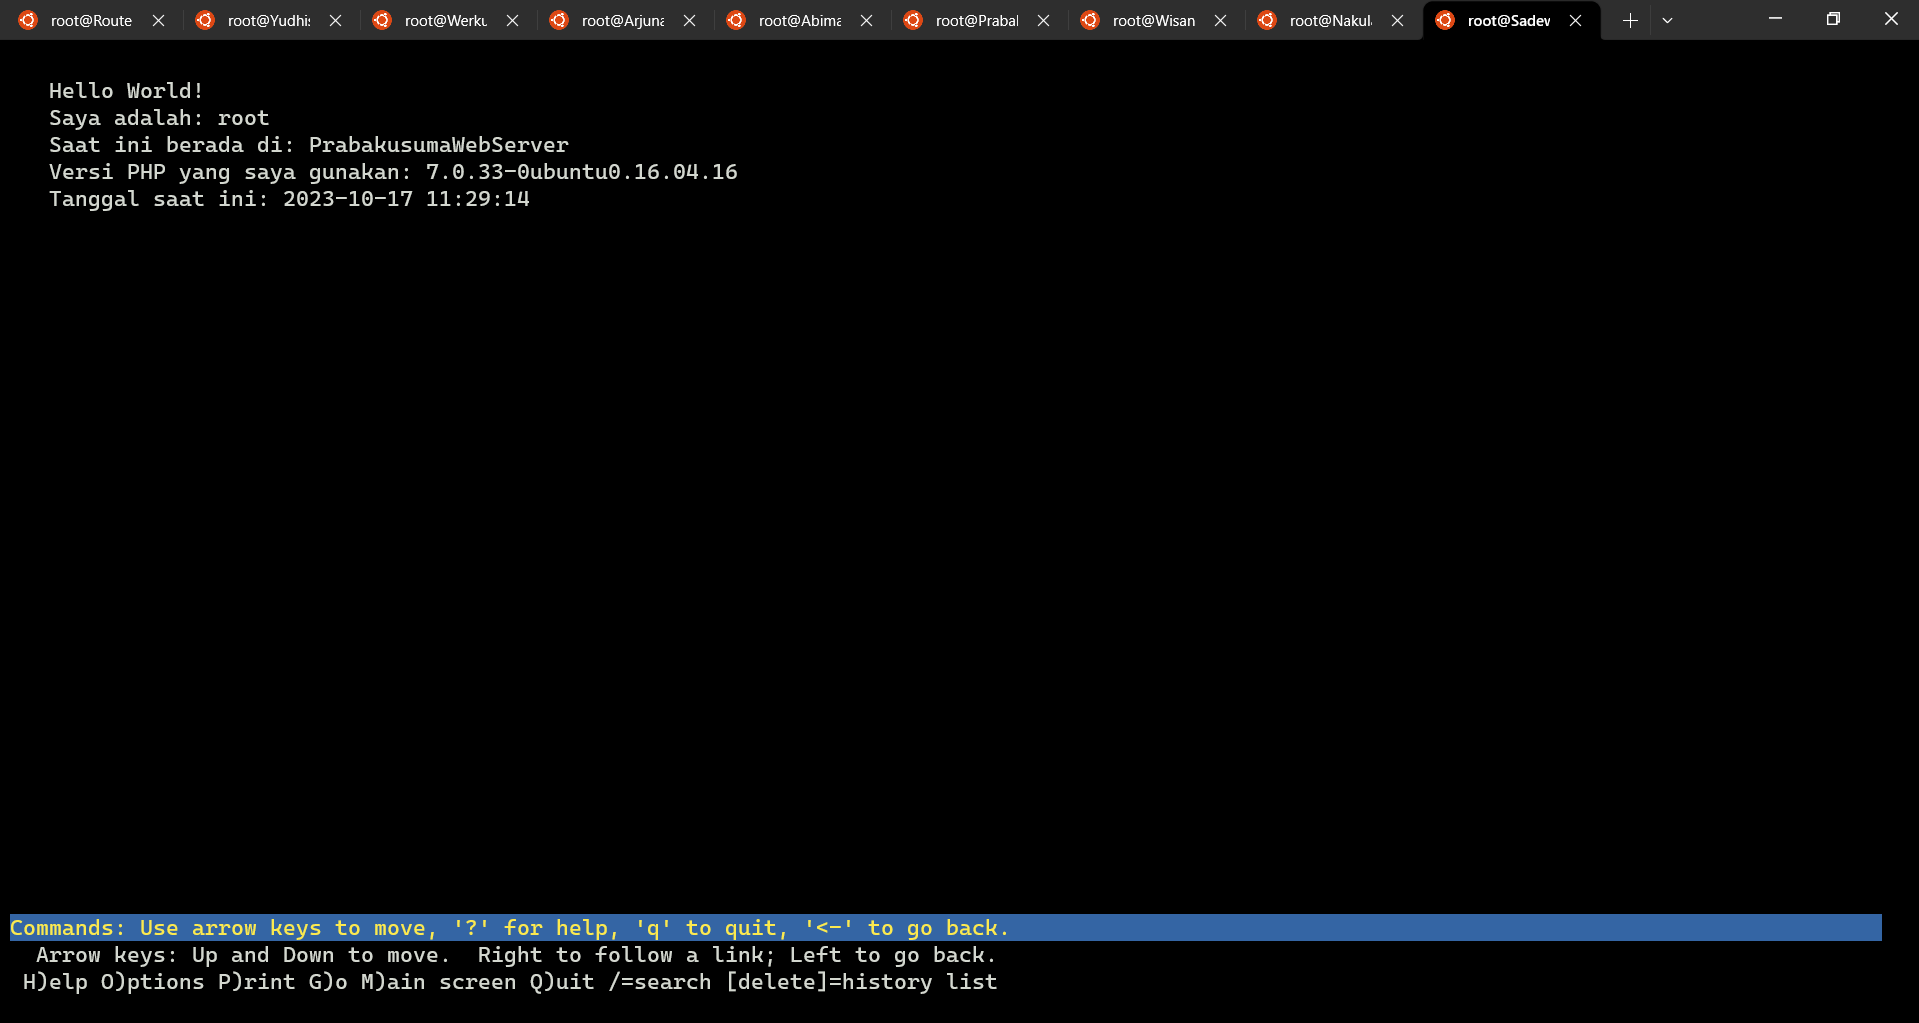 root@Route root@Yudhis root@Werku root@Arjuna root@Abima root@Prabal root@Wisan root@Nakul root@Sadew
Hello World!
Saya adalah: root
Saat ini berada di: PrabakusumaWebServer
Versi PHP yang saya gunakan: 7.0.33-0ubuntu0.16.04.16
Tanggal saat ini: 2023-10-17 11:29:14
Commands: Use arrow keys to move, '?' for help, 'q' to quit, '<-' to go back.
Arrow keys: Up and Down to move.  Right to follow a link; Left to go back.
H)elp O)ptions P)rint G)o M)ain screen Q)uit /=search [delete]=history list